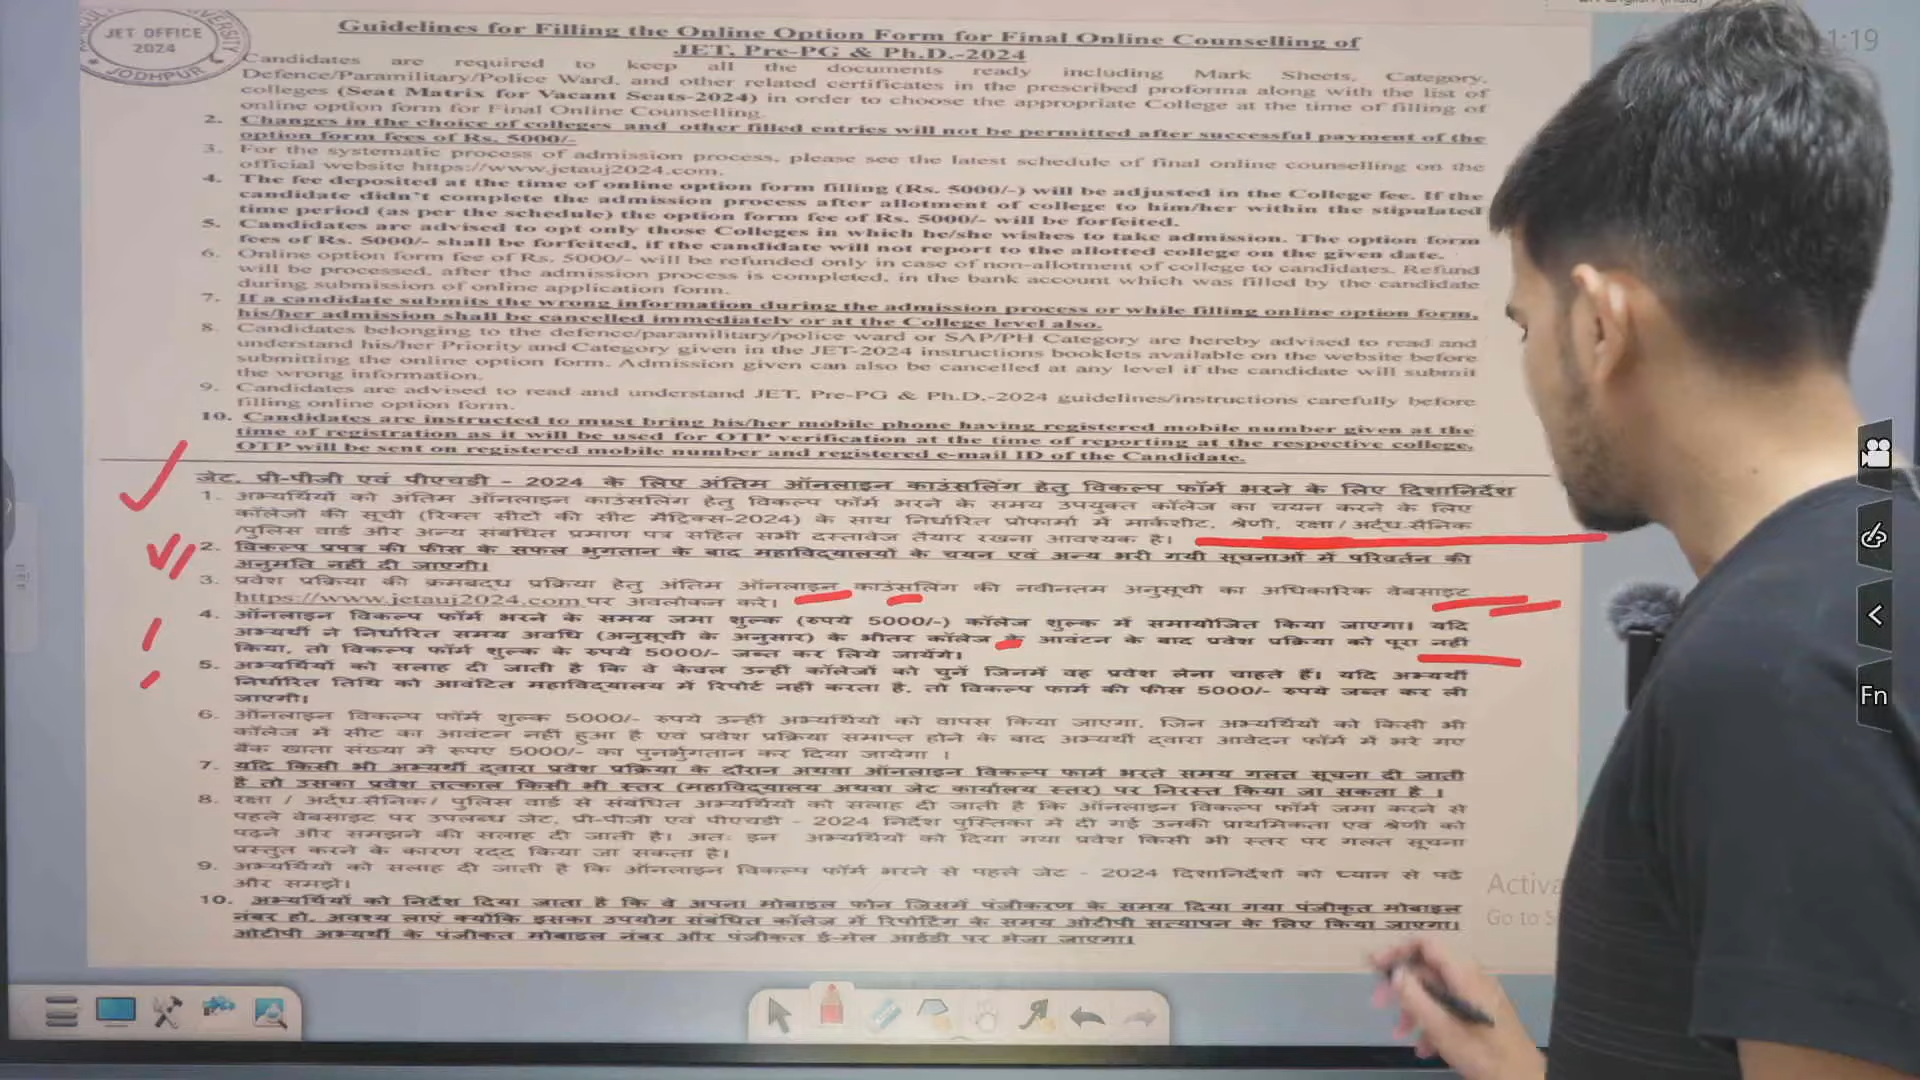 JET OFFICE
2024
JODHPUR
Guidelines for Filling the Online Option Form for Final Online Counselling of
JET, Pre-PG & Ph.D.-2024
Candidates are required to keep all the documents ready including Mark Sheets, Category,
Defence/Paramilitary/Police Ward, and other related certificates in the prescribed proforma along with the list of
colleges (Seat Matrix for Vacant Seats-2024) in order to choose the appropriate College at the time of filling of
online option form for Final Online Counselling.
2. Changes in the choice of colleges and other filled entries will not be permitted after successful payment of the
option form fees of Rs. 5000/-
3. For the systematic process of admission process, please see the latest schedule of final online counselling on the
official website https://www.jetauj2024.com.
4. The fee deposited at the time of online option form filling (Rs. 5000/-) will be adjusted in the College fee. If the
candidate didn't complete the admission process after allotment of college to him/her within the stipulated
time period (as per the schedule) the option form fee of Rs. 5000/- will be forfeited.
5. Candidates are advised to opt only those Colleges in which he/she wishes to take admission. The option form
fees of Rs. 5000/- shall be forfeited, if the candidate will not report to the allotted college on the given date.
6. Online option form fee of Rs. 5000/- will be refunded only in case of non-allotment of college to candidates. Refund
will be processed, after the admission process is completed, in the bank account which was filled by the candidate
during submission of online application form.
7. If a candidate submits the wrong information during the admission process or while filling online option form,
his/her admission shall be cancelled immediately or at the College level also.
8. Candidates belonging to the defence/paramilitary/police ward or SAP/PH Category are hereby advised to read and
understand his/her Priority and Category given in the JET-2024 instructions booklets available on the website before
submitting the online option form. Admission given can also be cancelled at any level if the candidate will submit
the wrong information.
9. Candidates are advised to read and understand JET, Pre-PG & Ph.D.-2024 guidelines/instructions carefully before
filling online option form.
10. Candidates are instructed to must bring his/her mobile phone having registered mobile number given at the
time of registration as it will be used for OTP verification at the time of reporting at the respective college.
OTP will be sent on registered mobile number and registered e-mail ID of the Candidate.
जेट, प्री-पीजी एवं पीएचडी - 2024 के लिए अंतिम ऑनलाइन काउंसलिंग हेतु विकल्प फॉर्म भरने के लिए दिशानिर्देश
1. अभ्यर्थियों को अंतिम ऑनलाइन काउंसलिंग हेतु विकल्प फॉर्म भरने के समय उपयुक्त कॉलेज का चयन करने के लिए
कॉलेजों की सूची (रिक्त सीटों की सीट मैट्रिक्स-2024) के साथ निर्धारित प्रोफार्मा में मार्कशीट, श्रेणी, रक्षा / अर्द्ध-सैनिक
/पुलिस वार्ड और अन्य संबंधित प्रमाण पत्र सहित सभी दस्तावेज तैयार रखना आवश्यक है।
2. विकल्प प्रपत्र की फीस के सफल भुगतान के बाद महाविद्यालयों के चयन एवं अन्य भरी गयी सूचनाओं में परिवर्तन की
अनुमति नहीं दी जाएगी।
3. प्रवेश प्रक्रिया की क्रमबद्ध प्रक्रिया हेतु अंतिम ऑनलाइन काउंसलिंग की नवीनतम अनुसूची का अधिकारिक वेबसाइट
https://www.jetauj2024.com पर अवलोकन करे।
4. ऑनलाइन विकल्प फॉर्म भरने के समय जमा शुल्क (रुपये 5000/-) कॉलेज शुल्क में समायोजित किया जाएगा। यदि
अभ्यर्थी ने निर्धारित समय अवधि (अनुसूची के अनुसार) के भीतर कॉलेज के आवंटन के बाद प्रवेश प्रक्रिया को पूरा नहीं
किया, तो विकल्प फॉर्म शुल्क के रुपये 5000/- जब्त कर लिये जायेंगे।
5. अभ्यर्थियों को सलाह दी जाती है कि वे केवल उन्हीं कॉलेजों को चुनें जिनमें वह प्रवेश लेना चाहते हैं। यदि अभ्यर्थी
निर्धारित तिथि को आवंटित महाविद्यालय में रिपोर्ट नहीं करता है, तो विकल्प फार्म की फीस 5000/- रुपये जब्त कर ली
जाएगी।
6. ऑनलाइन विकल्प फॉर्म शुल्क 5000/- रुपये उन्हीं अभ्यर्थियों को वापस किया जाएगा, जिन अभ्यर्थियों को किसी भी
कॉलेज में सीट का आवंटन नहीं हुआ है एवं प्रवेश प्रक्रिया समाप्त होने के बाद अभ्यर्थी द्वारा आवेदन फॉर्म में भरे गए
बैंक खाता संख्या में रूपए 5000/- का पुनर्भुगतान कर दिया जायेगा ।
7. यदि किसी भी अभ्यर्थी द्वारा प्रवेश प्रक्रिया के दौरान अथवा ऑनलाइन विकल्प फार्म भरते समय गलत सूचना दी जाती
है तो उसका प्रवेश तत्काल किसी भी स्तर (महाविद्यालय अथवा जेट कार्यालय स्तर) पर निरस्त किया जा सकता है ।
8. रक्षा / अर्द्ध-सैनिक/ पुलिस वार्ड से संबंधित अभ्यर्थियों को सलाह दी जाती है कि ऑनलाइन विकल्प फॉर्म जमा करने से
पहले वेबसाइट पर उपलब्ध जेट, प्री-पीजी एवं पीएचडी - 2024 निर्देश पुस्तिका में दी गई उनकी प्राथमिकता एवं श्रेणी को
पढ़ने और समझने की सलाह दी जाती है। अतः इन अभ्यर्थियों को दिया गया प्रवेश किसी भी स्तर पर गलत सूचना
प्रस्तुत करने के कारण रद्द किया जा सकता है।
9. अभ्यर्थियों को सलाह दी जाती है कि ऑनलाइन विकल्प फॉर्म भरने से पहले जेट - 2024 दिशानिर्देशों को ध्यान से पढ़ें
और समझें।
10. अभ्यर्थियों को निर्देश दिया जाता है कि वे अपना मोबाइल फोन जिसमें पंजीकरण के समय दिया गया पंजीकृत मोबाइल
नंबर हो, अवश्य लाएं क्योंकि इसका उपयोग संबंधित कॉलेज में रिपोर्टिंग के समय ओटीपी सत्यापन के लिए किया जाएगा।
ओटीपी अभ्यर्थी के पंजीकृत मोबाइल नंबर और पंजीकृत ई-मेल आईडी पर भेजा जाएगा।
1:19
Fn
Go to